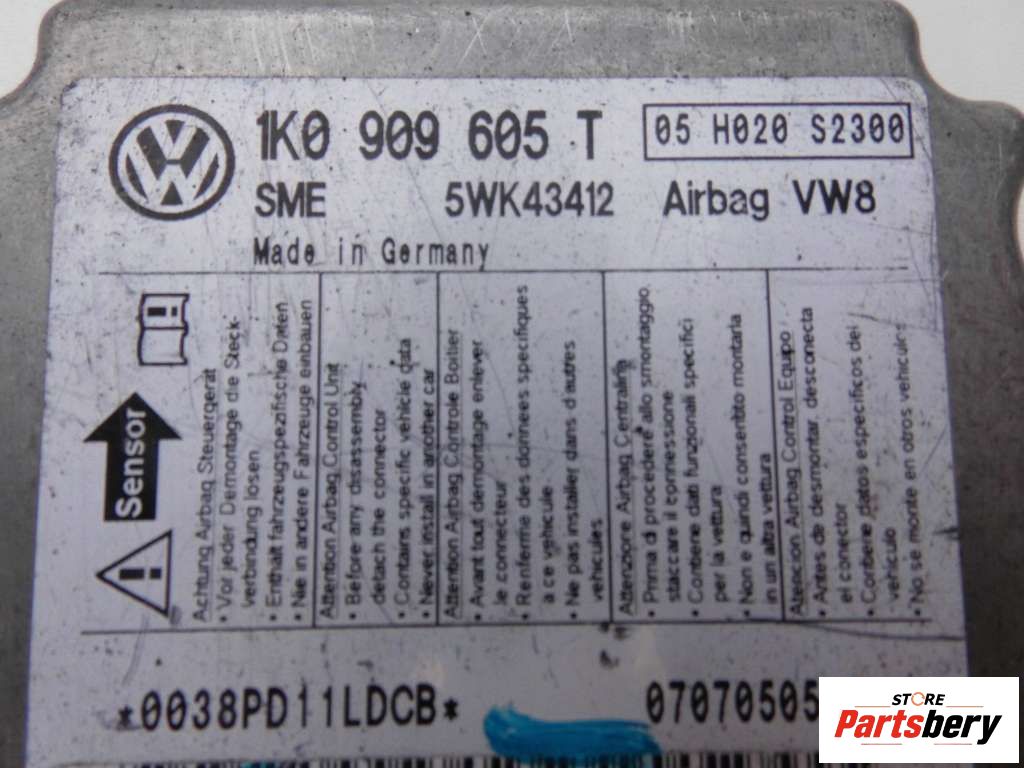 1K0 909 605 T
05 H020 S2300
SME 5WK43412 Airbag VW8
Made in Germany
Sensor
Achtung Airbag Steuergerät
• Vor jeder Demontage die Steck-
verbindung lösen
• Enthält fahrzeugspezifische Daten
• Nie in andere Fahrzeuge einbauen
Attention Airbag Control Unit
• Before any disassembly
detach the connector
• Contains specific vehicle data
• Never install in another car
Attention Airbag Controle Boitier
• Avant tout demontage enlever
le connecteur
• Renferme des donnees specifiques
a ce vehicule
• Ne pas installer dans d autres
vehicules
Attenzione Airbag Centralina
• Prima di procedere allo smontaggio,
staccare il connessione
• Contiene dati funzionali specifici
per la vettura
• Non e quindi consentito montarla
in un altra vettura
Atencion Airbag Control Equipo
• Antes de desmontar, desconecta
el conector
• Contiene datos especificos del
vehiculo
• No se monte en otros vehicules
*0038PD11LDCB*
07070505
STORE
Partsbery